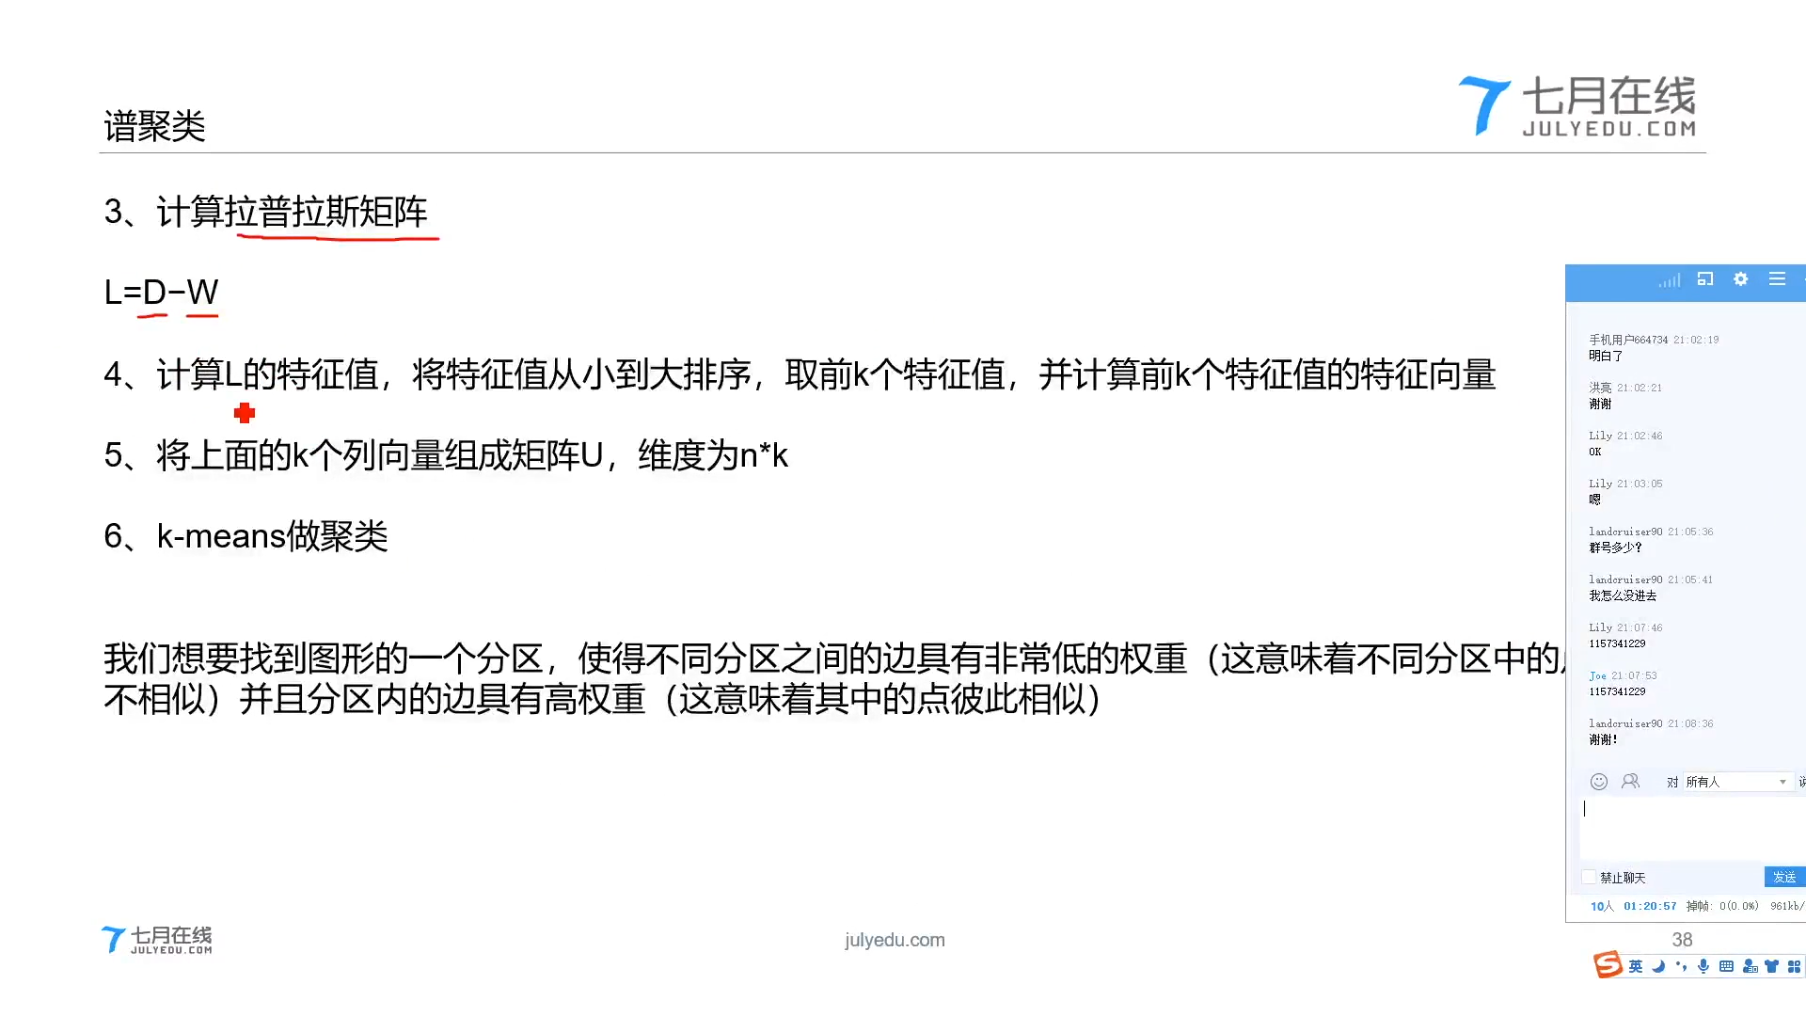 七月在线
JULYEDU.COM
谱聚类
3、计算拉普拉斯矩阵
L=D–W
4、计算L的特征值，将特征值从小到大排序，取前k个特征值，并计算前k个特征值的特征向量
5、将上面的k个列向量组成矩阵U，维度为n*k
6、k-means做聚类
我们想要找到图形的一个分区，使得不同分区之间的边具有非常低的权重（这意味着不同分区中的
不相似）并且分区内的边具有高权重（这意味着其中的点彼此相似）
手机用户664734 21:02:19
明白了
洪亮 21:02:21
谢谢
Lily 21:02:46
OK
Lily 21:03:05
嗯
landcruiser90 21:05:36
群号多少?
landcruiser90 21:05:41
我怎么没进去
Lily 21:07:46
1157341229
Joe 21:07:53
1157341229
landcruiser90 21:08:36
谢谢!
对 所有人
禁止聊天
发送
10人 01:20:57 掉帧: 0(0.0%) 961kb/
七月在线
JULYEDU.COM
julyedu.com
38
英